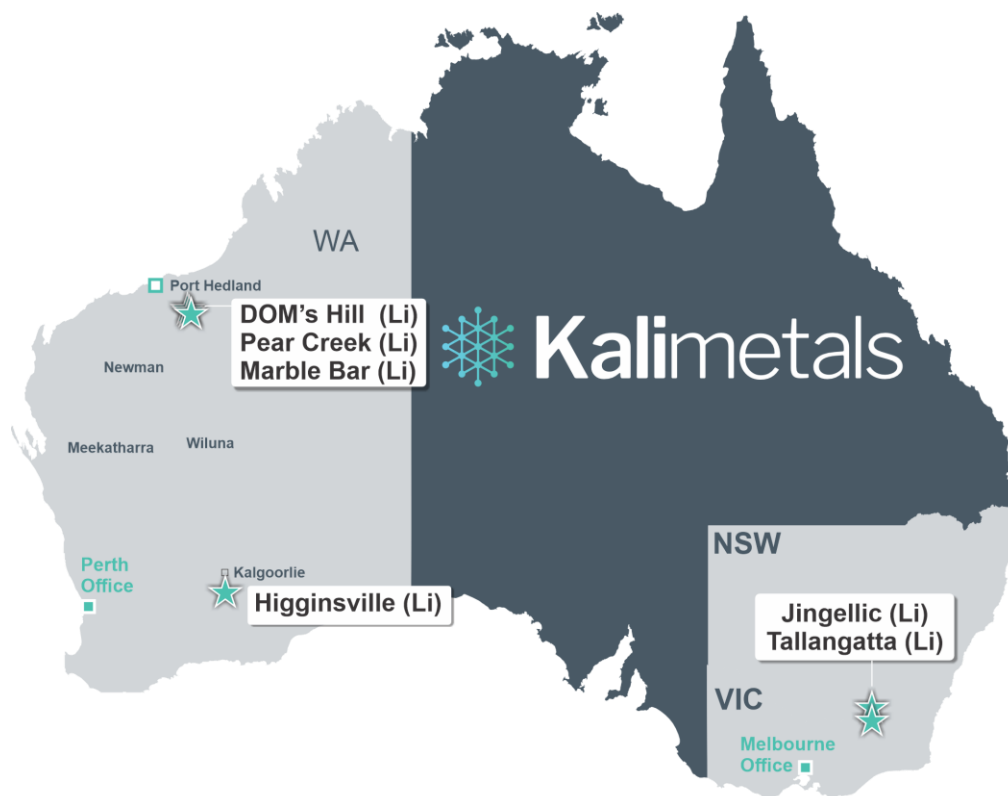 WA
Port Hedland
DOM's Hill (Li)
Pear Creek (Li)
Marble Bar (Li)
Kalimetals
Newman
Meekatharra
Wiluna
Perth
Office
Kalgoorlie
Higginsville (Li)
NSW
Jingellic (Li)
Tallangatta (Li)
VIC
Melbourne
Office